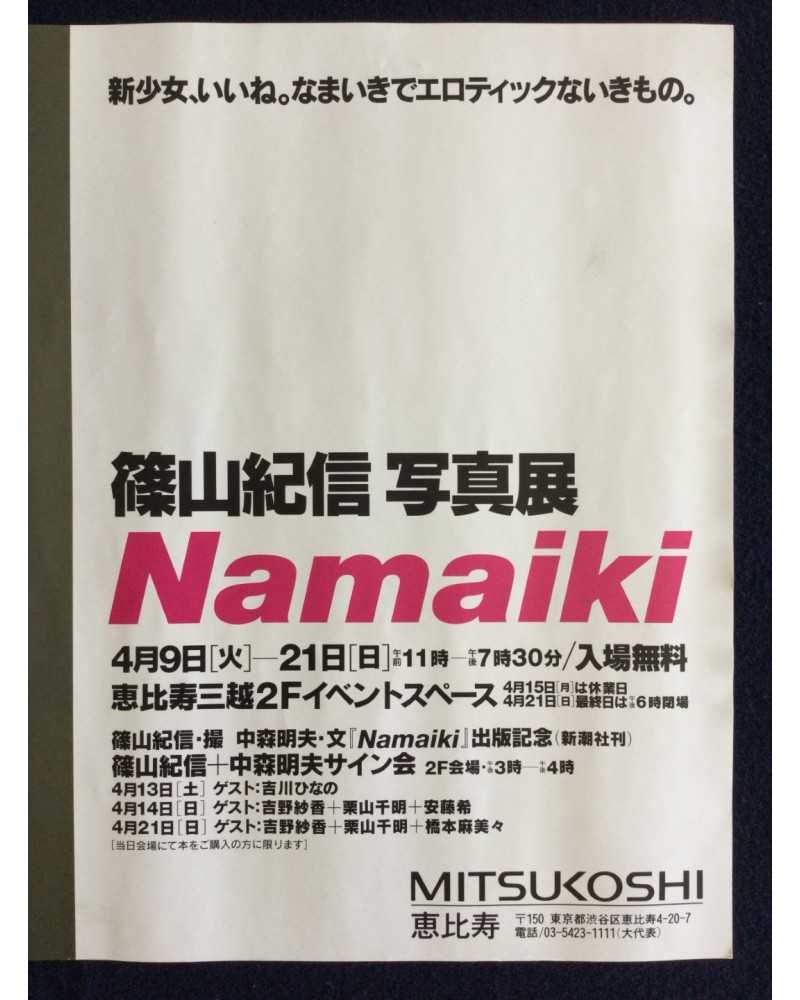 新少女、いいね。なまいきでエロティックないきもの。
篠山紀信 写真展
Namaiki
4月9日[火]—21日[日]午前11時—午後7時30分/入場無料
恵比寿三越2Fイベントスペース 4月15日[月]は休業日
4月21日[日]最終日は午後6時閉場
篠山紀信・撮 中森明夫・文『Namaiki』出版記念(新潮社刊)
篠山紀信+中森明夫サイン会 2F会場・午後3時—午後4時
4月13日[土] ゲスト:吉川ひなの
4月14日[日] ゲスト:吉野紗香+栗山千明+安藤希
4月21日[日] ゲスト:吉野紗香+栗山千明+橋本麻美々
[当日会場にて本をご購入の方に限ります]
MITSUKOSHI
恵比寿 〒150 東京都渋谷区恵比寿4-20-7
電話/03-5423-1111(大代表)